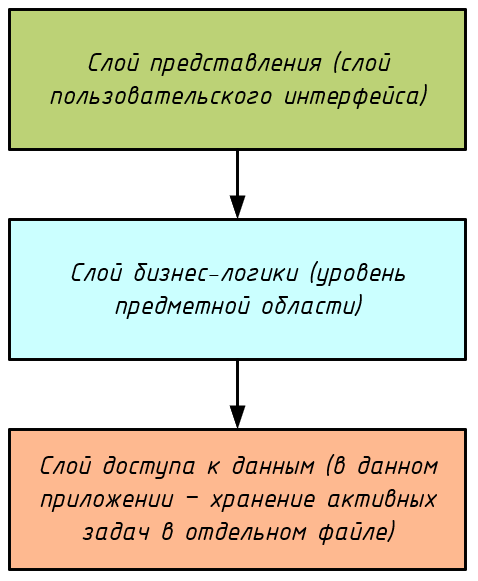 Слой представления (слой
пользовательского интерфейса)
Слой бизнес-логики (уровень
предметной области)
Слой доступа к данным (в данном
приложении – хранение активных
задач в отдельном файле)